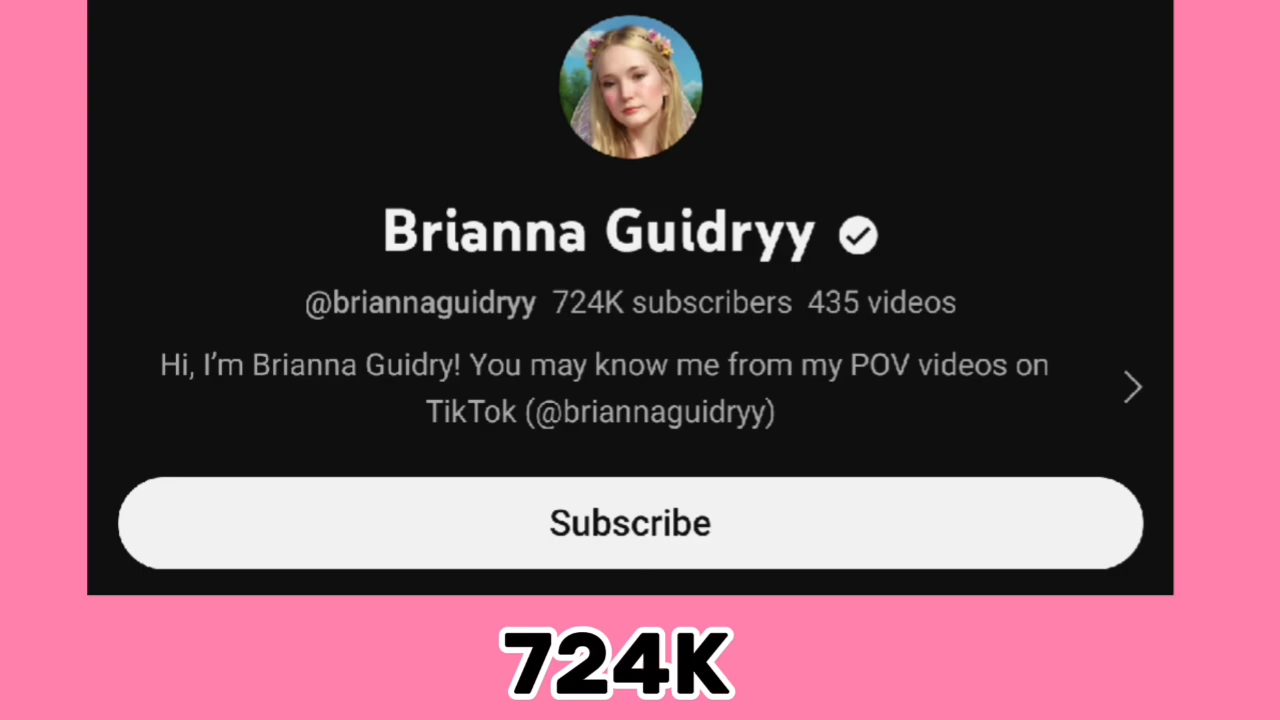 Brianna Guidryy
@briannaguidryy 724K subscribers 435 videos
Hi, I’m Brianna Guidry! You may know me from my POV videos on
TikTok (@briannaguidryy)
Subscribe
724K